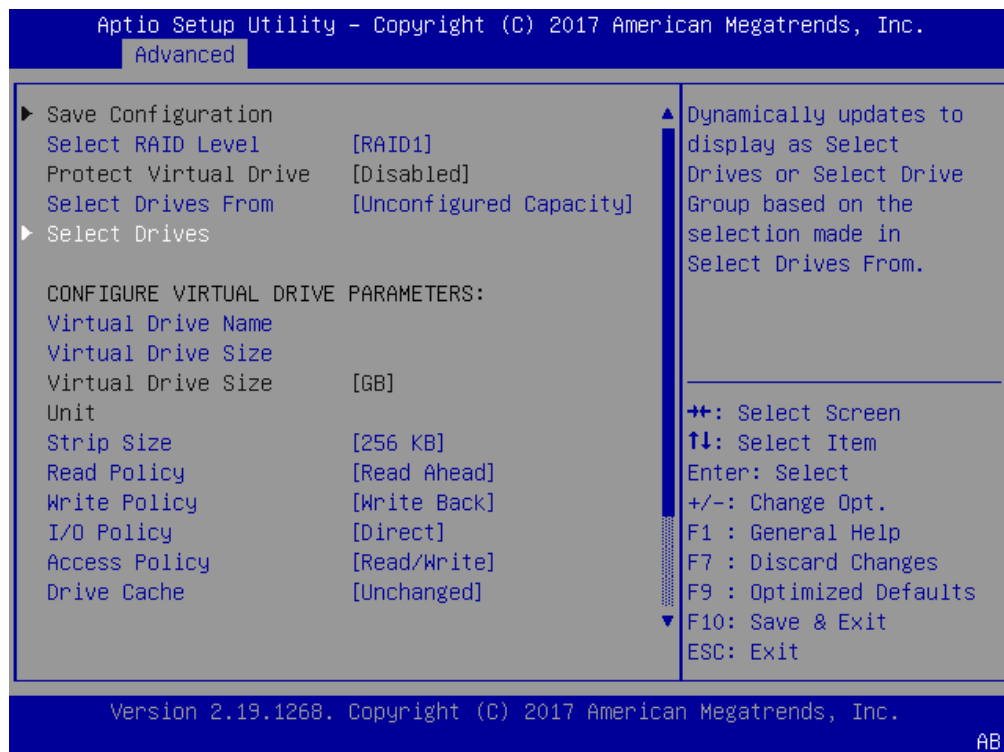 Aptio Setup Utility – Copyright (C) 2017 American Megatrends, Inc.
Advanced
Save Configuration
Select RAID Level [RAID1]
Protect Virtual Drive [Disabled]
Select Drives From [Unconfigured Capacity]
Select Drives
CONFIGURE VIRTUAL DRIVE PARAMETERS:
Virtual Drive Name
Virtual Drive Size
Virtual Drive Size [GB]
Unit
Strip Size [256 KB]
Read Policy [Read Ahead]
Write Policy [Write Back]
I/O Policy [Direct]
Access Policy [Read/Write]
Drive Cache [Unchanged]
Dynamically updates to
display as Select
Drives or Select Drive
Group based on the
selection made in
Select Drives From.
→←: Select Screen
↑↓: Select Item
Enter: Select
+/-: Change Opt.
F1 : General Help
F7 : Discard Changes
F9 : Optimized Defaults
F10: Save & Exit
ESC: Exit
Version 2.19.1268. Copyright (C) 2017 American Megatrends, Inc.
AB